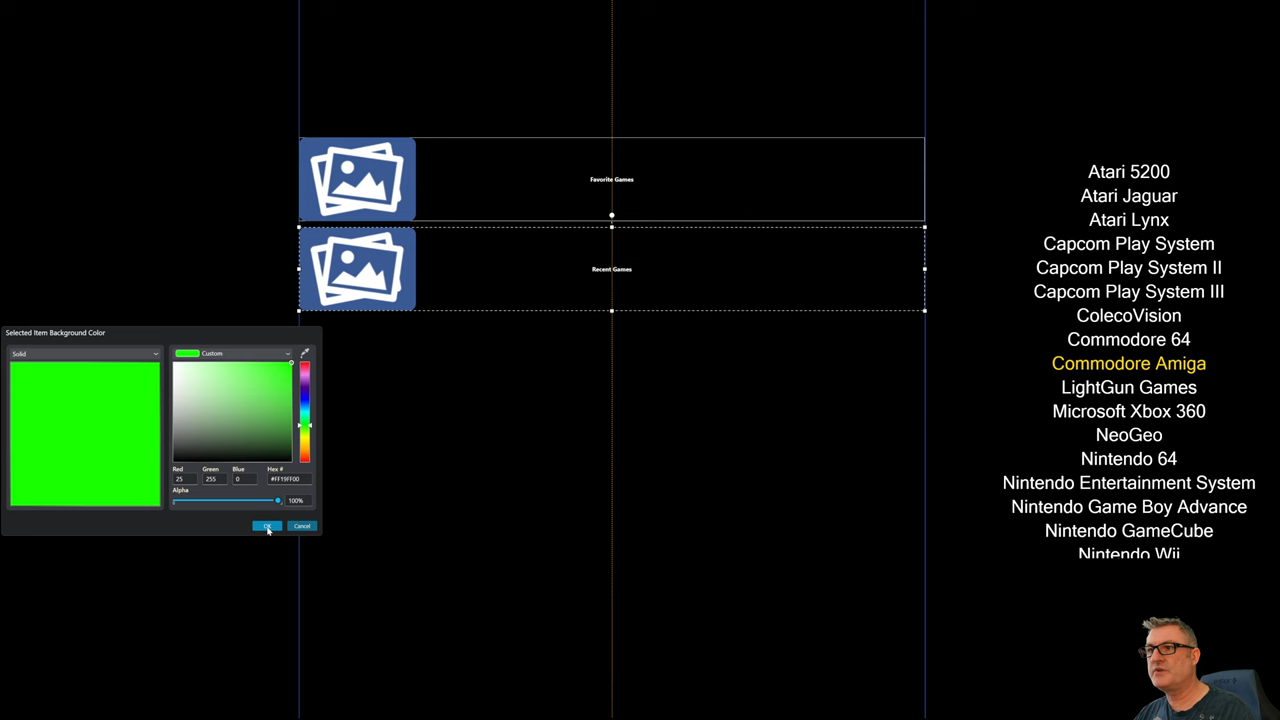 Favorite Games
Recent Games
Selected Item Background Color
Solid
Custom
Red
Green
Blue
Hex #
25
255
0
#FF19FF00
Alpha
100%
OK
Cancel
Atari 5200
Atari Jaguar
Atari Lynx
Capcom Play System
Capcom Play System II
Capcom Play System III
ColecoVision
Commodore 64
Commodore Amiga
LightGun Games
Microsoft Xbox 360
NeoGeo
Nintendo 64
Nintendo Entertainment System
Nintendo Game Boy Advance
Nintendo GameCube
Nintendo Wii